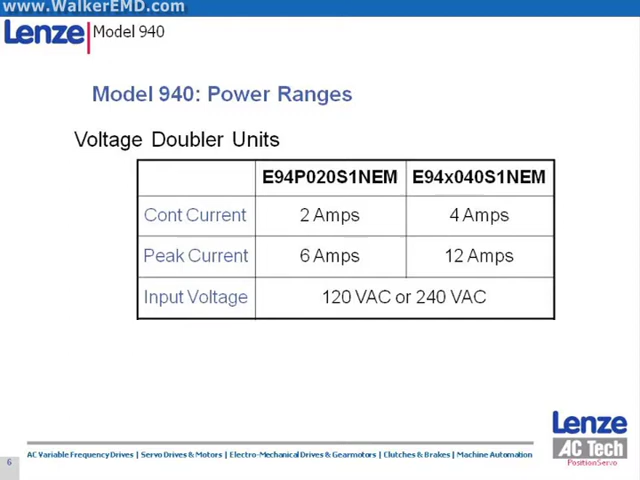 www.WalkerEMD.com
Lenze Model 940
Model 940: Power Ranges
Voltage Doubler Units
E94P020S1NEM E94x040S1NEM
Cont Current 2 Amps 4 Amps
Peak Current 6 Amps 12 Amps
Input Voltage 120 VAC or 240 VAC
Lenze
AC Tech
PositionServo
AC Variable Frequency Drives | Servo Drives & Motors | Electro-Mechanical Drives & Gearmotors | Clutches & Brakes | Machine Automation
6